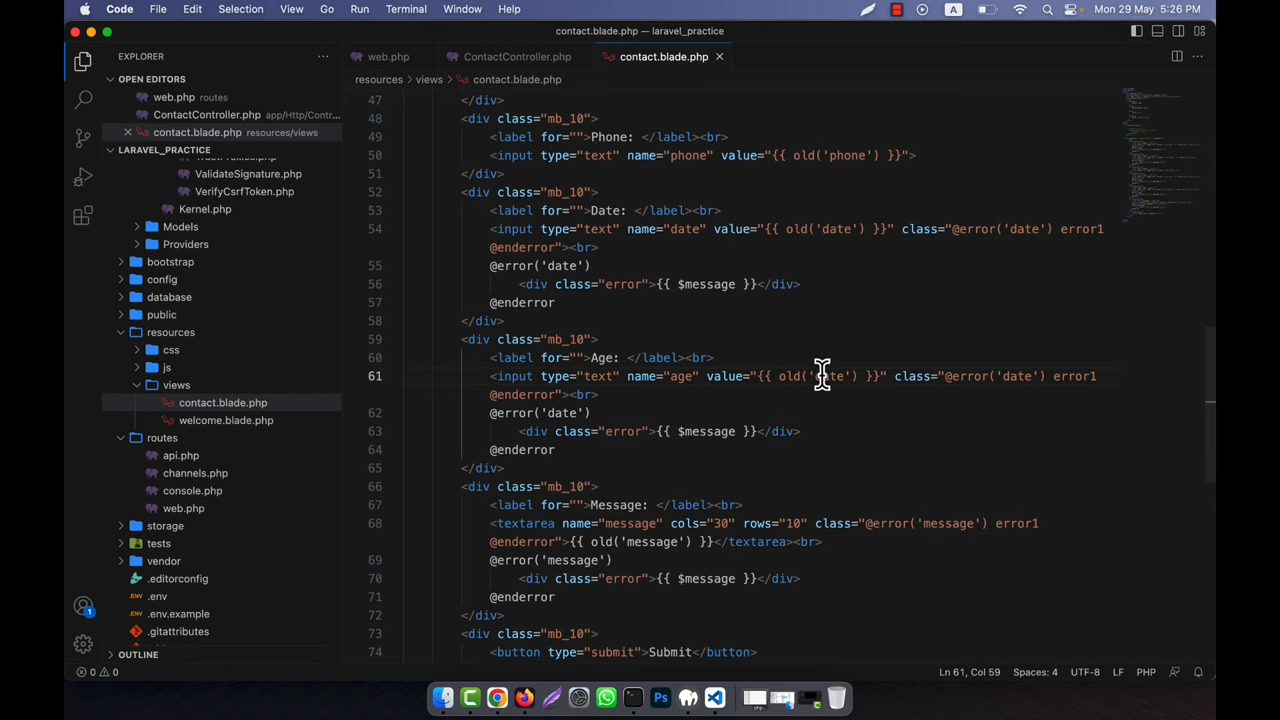 Code File Edit Selection View Go Run Terminal Window Help A Mon 29 May 5:26 PM
contact.blade.php — laravel_practice
EXPLORER
web.php ContactController.php contact.blade.php
resources > views > contact.blade.php
OPEN EDITORS
web.php routes
ContactController.php app/Http/Contr...
contact.blade.php resources/views
LARAVEL_PRACTICE
ValidateSignature.php
VerifyCsrfToken.php
Kernel.php
Models
Providers
bootstrap
config
database
public
resources
css
js
views
contact.blade.php
welcome.blade.php
routes
api.php
channels.php
console.php
web.php
storage
tests
vendor
.editorconfig
.env
.env.example
.gitattributes
OUTLINE
47 </div>
48 <div class="mb_10">
49 <label for="">Phone: </label><br>
50 <input type="text" name="phone" value="{{ old('phone') }}">
51 </div>
52 <div class="mb_10">
53 <label for="">Date: </label><br>
54 <input type="text" name="date" value="{{ old('date') }}" class="@error('date') error1
@enderror"><br>
55 @error('date')
56 <div class="error">{{ $message }}</div>
57 @enderror
58 </div>
59 <div class="mb_10">
60 <label for="">Age: </label><br>
61 <input type="text" name="age" value="{{ old('date') }}" class="@error('date') error1
@enderror"><br>
62 @error('date')
63 <div class="error">{{ $message }}</div>
64 @enderror
65 </div>
66 <div class="mb_10">
67 <label for="">Message: </label><br>
68 <textarea name="message" cols="30" rows="10" class="@error('message') error1
@enderror">{{ old('message') }}</textarea><br>
69 @error('message')
70 <div class="error">{{ $message }}</div>
71 @enderror
72 </div>
73 <div class="mb_10">
74 <button type="submit">Submit</button>
0 0 Ln 61, Col 59 Spaces: 4 UTF-8 LF PHP